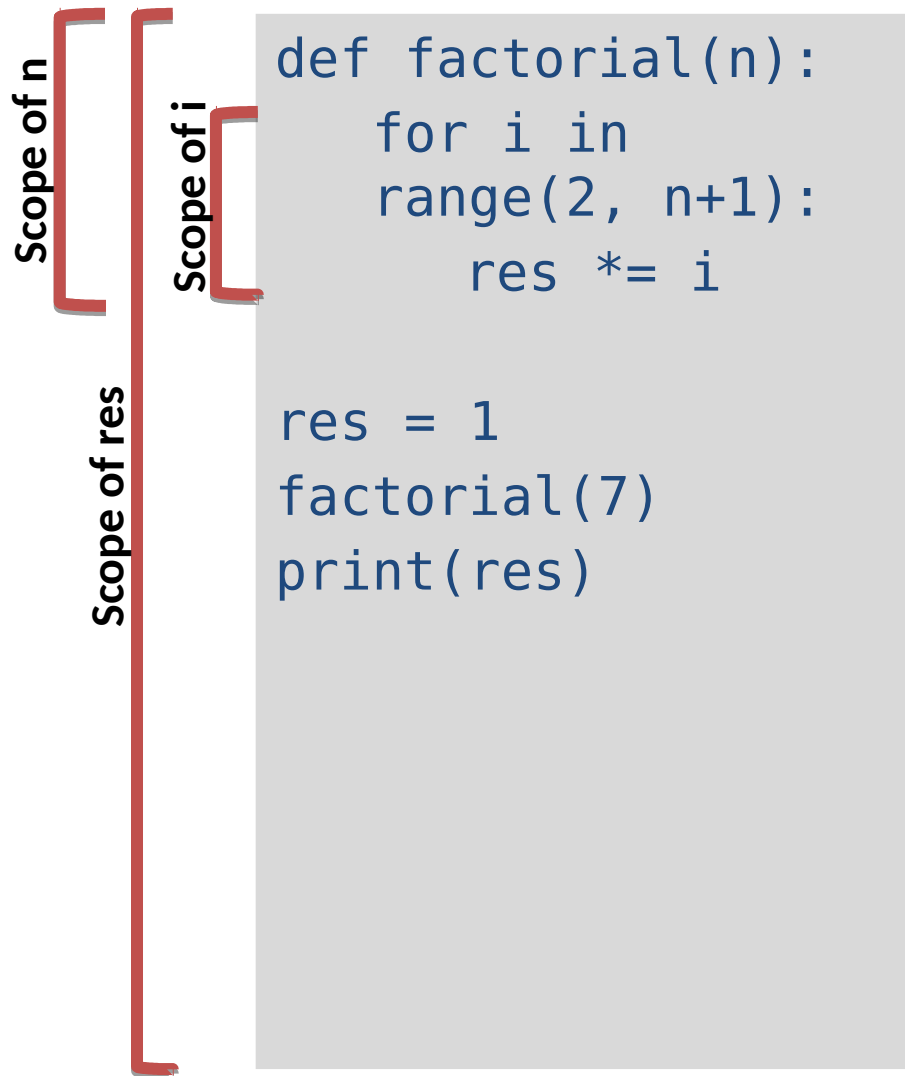 Scope of n
Scope of res
Scope of i
def factorial(n):
for i in
range(2, n+1):
res *= i
res = 1
factorial(7)
print(res)